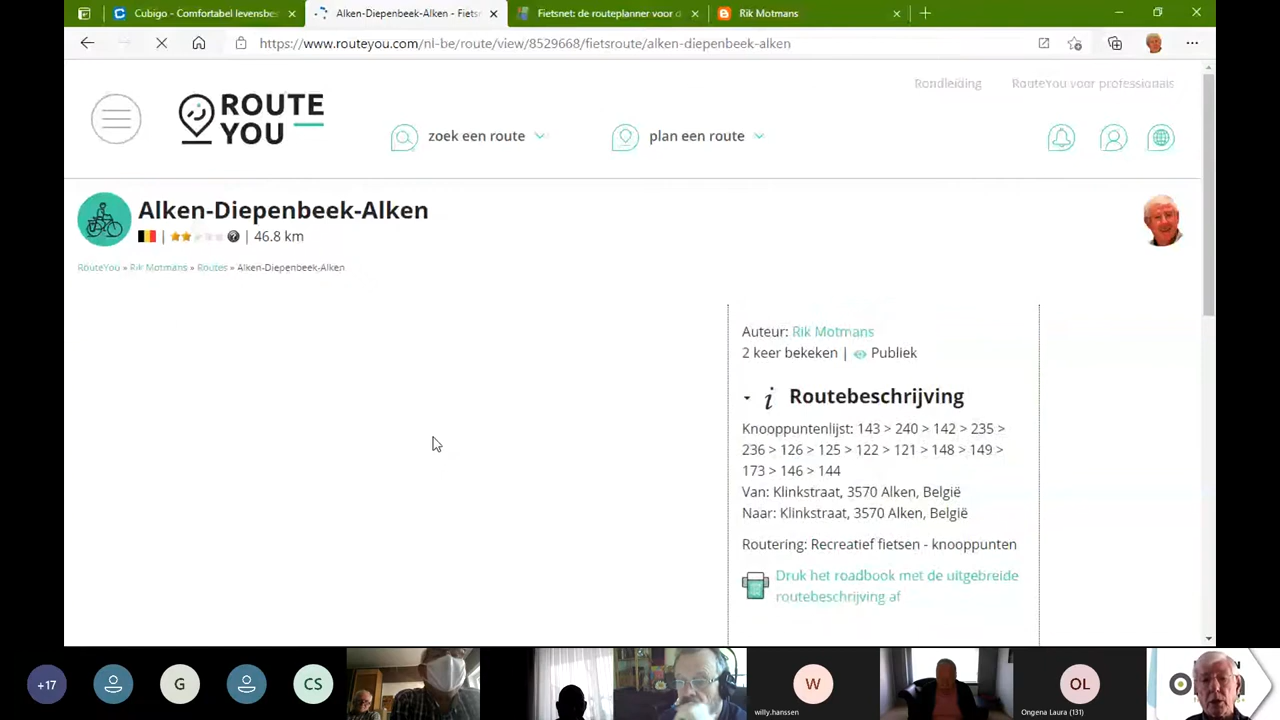 Cubigo - Comfortabel levensbes
Alken-Diepenbeek-Alken - Fiets
Fietsnet: de routeplanner voor d
Rik Motmans
https://www.routeyou.com/nl-be/route/view/8529668/fietsroute/alken-diepenbeek-alken
Rondleiding
RouteYou voor professionals
ROUTE
YOU
zoek een route
plan een route
Alken-Diepenbeek-Alken
| 46.8 km
RouteYou » Rik Motmans » Routes » Alken-Diepenbeek-Alken
Auteur: Rik Motmans
2 keer bekeken | Publiek
i Routebeschrijving
Knooppuntenlijst: 143 > 240 > 142 > 235 >
236 > 126 > 125 > 122 > 121 > 148 > 149 >
173 > 146 > 144
Van: Klinkstraat, 3570 Alken, België
Naar: Klinkstraat, 3570 Alken, België
Routering: Recreatief fietsen - knooppunten
Druk het roadbook met de uitgebreide
routebeschrijving af
+17
G
CS
W
willy.hanssen
OL
Ongena Laura (131)